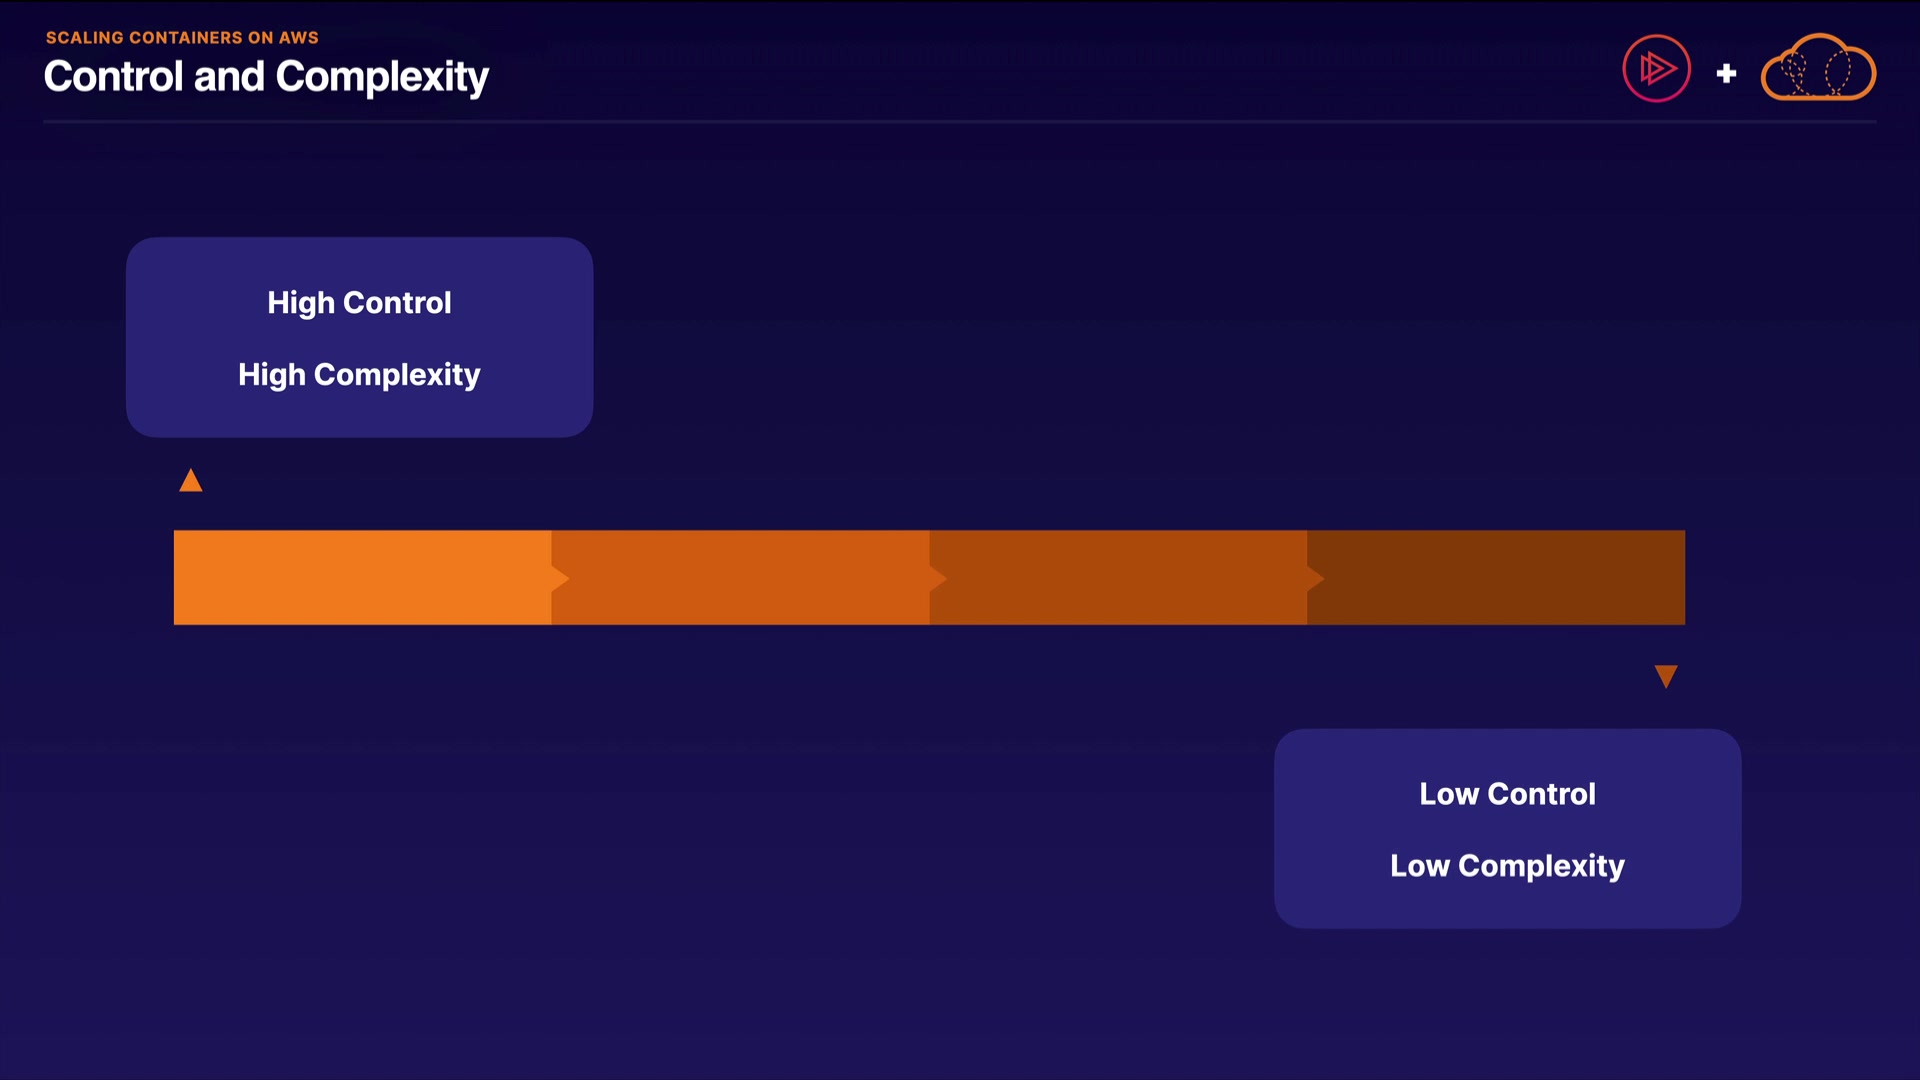 SCALING CONTAINERS ON AWS
Control and Complexity
High Control
High Complexity
Low Control
Low Complexity